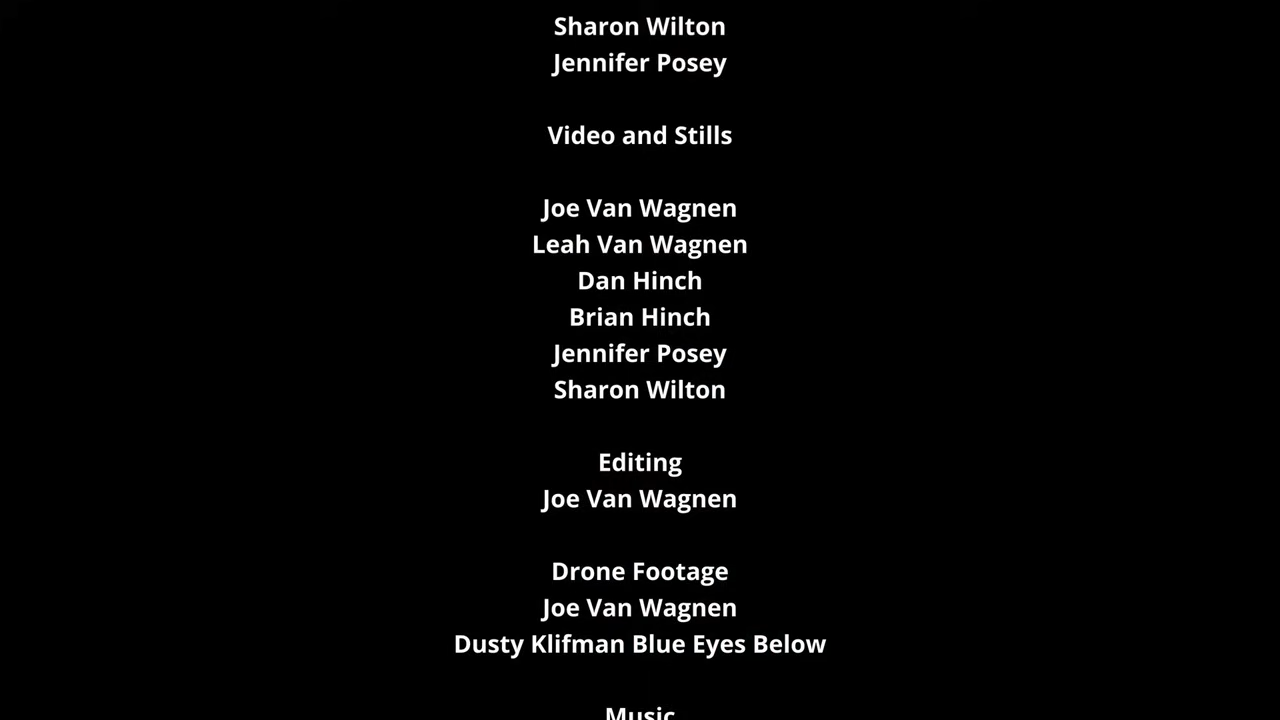 Sharon Wilton
Jennifer Posey
Video and Stills
Joe Van Wagnen
Leah Van Wagnen
Dan Hinch
Brian Hinch
Jennifer Posey
Sharon Wilton
Editing
Joe Van Wagnen
Drone Footage
Joe Van Wagnen
Dusty Klifman Blue Eyes Below
Music